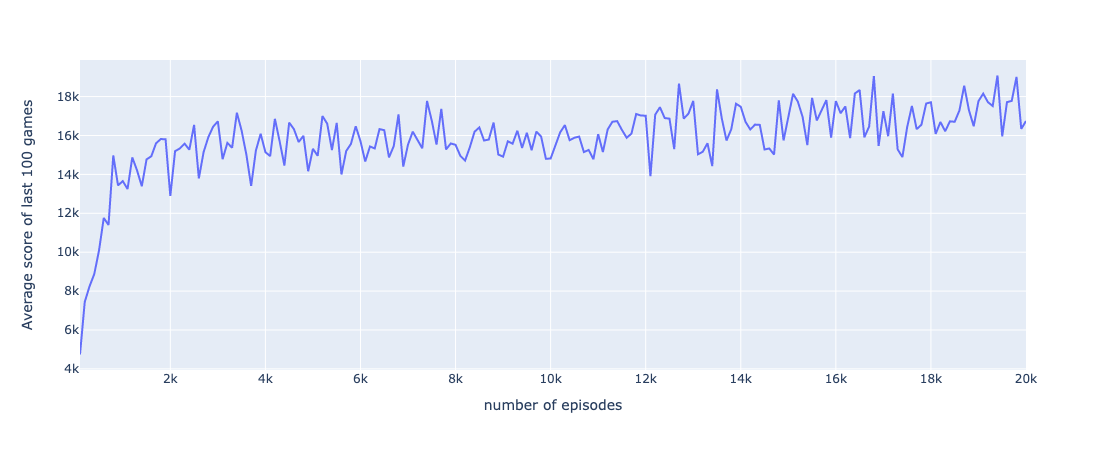 Average score of last 100 games
18k
16k
14k
12k
10k
8k
6k
4k
2k
4k
6k
8k
10k
12k
14k
16k
18k
20k
number of episodes